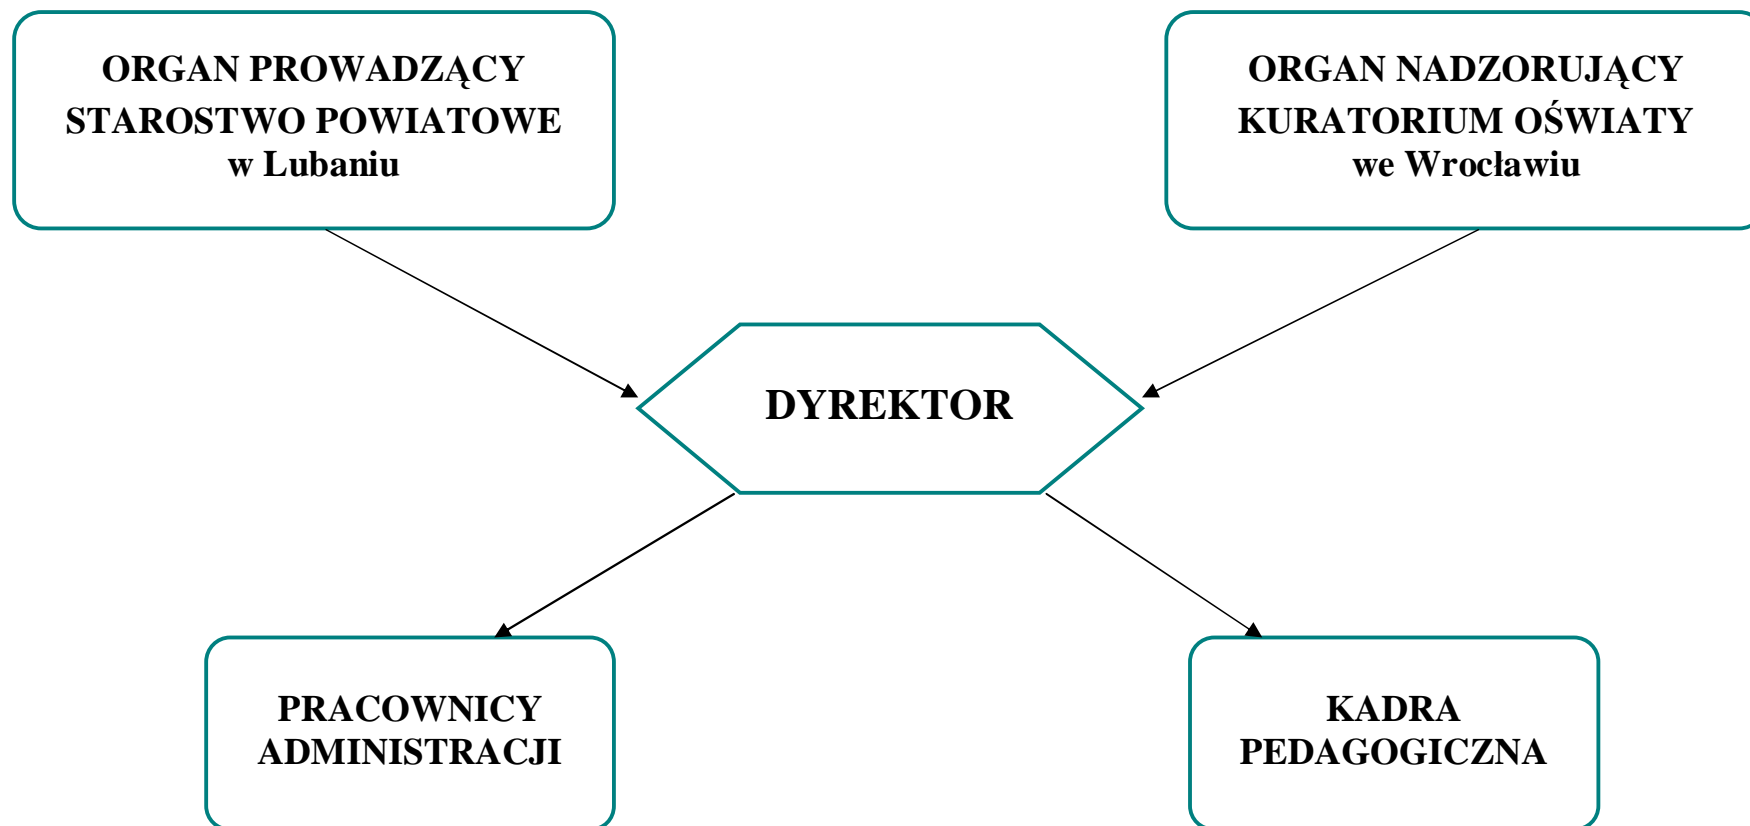 ORGAN PROWADZĄCY
STAROSTWO POWIATOWE
w Lubaniu
ORGAN NADZORUJĄCY
KURATORIUM OŚWIATY
we Wrocławiu
DYREKTOR
PRACOWNICY
ADMINISTRACJI
KADRA
PEDAGOGICZNA